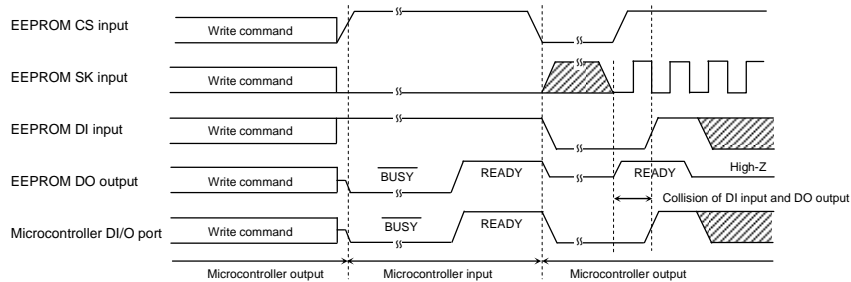 EEPROM CS input Write command
EEPROM SK input Write command
EEPROM DI input Write command
EEPROM DO output Write command BUSY READY READY High-Z
Collision of DI input and DO output
Microcontroller DI/O port Write command BUSY READY
Microcontroller output Microcontroller input Microcontroller output